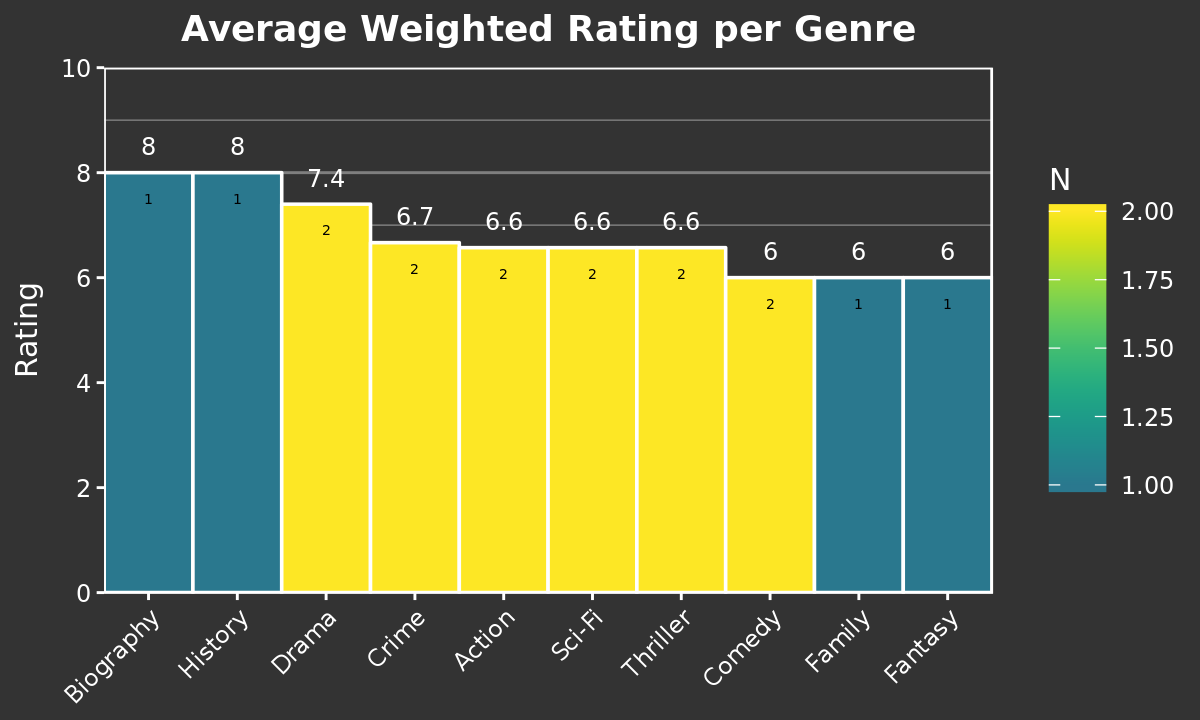 Average Weighted Rating per Genre
Rating
10
8
6
4
2
0
8 8 7.4 6.7 6.6 6.6 6.6 6 6 6
1 1 2 2 2 2 2 2 1 1
Biography History Drama Crime Action Sci-Fi Thriller Comedy Family Fantasy
N
2.00
1.75
1.50
1.25
1.00